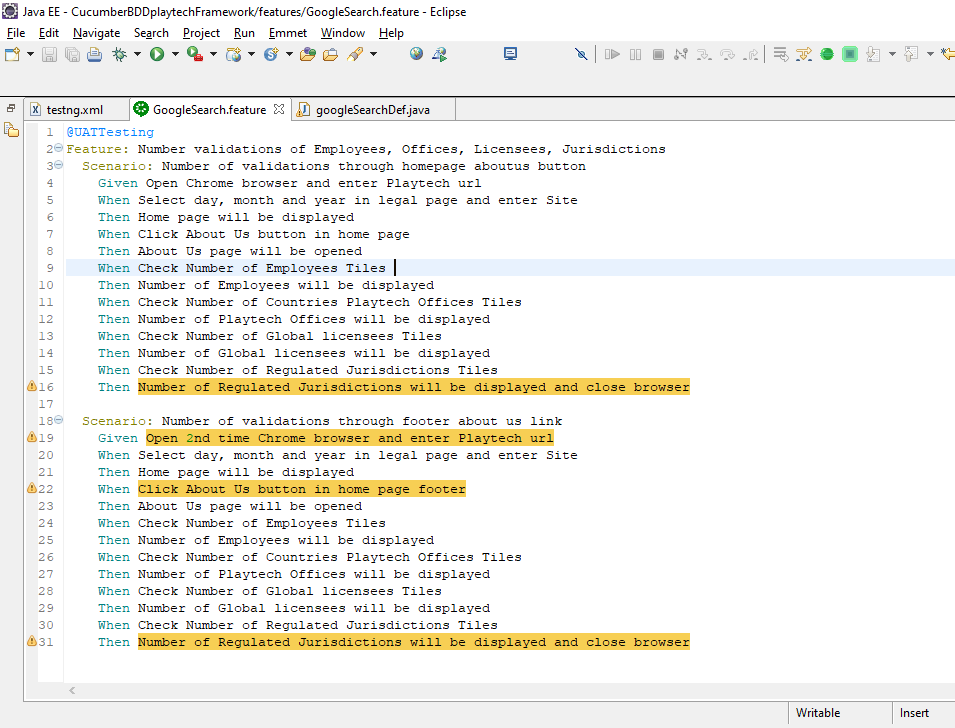 Java EE - CucumberBDDplaytechFramework/features/GoogleSearch.feature - Eclipse
File Edit Navigate Search Project Run Emmet Window Help
testng.xml GoogleSearch.feature googleSearchDef.java
1 @UATTesting
2 Feature: Number validations of Employees, Offices, Licensees, Jurisdictions
3 Scenario: Number of validations through homepage aboutus button
4 Given Open Chrome browser and enter Playtech url
5 When Select day, month and year in legal page and enter Site
6 Then Home page will be displayed
7 When Click About Us button in home page
8 Then About Us page will be opened
9 When Check Number of Employees Tiles
10 Then Number of Employees will be displayed
11 When Check Number of Countries Playtech Offices Tiles
12 Then Number of Playtech Offices will be displayed
13 When Check Number of Global licensees Tiles
14 Then Number of Global licensees will be displayed
15 When Check Number of Regulated Jurisdictions Tiles
16 Then Number of Regulated Jurisdictions will be displayed and close browser
17
18 Scenario: Number of validations through footer about us link
19 Given Open 2nd time Chrome browser and enter Playtech url
20 When Select day, month and year in legal page and enter Site
21 Then Home page will be displayed
22 When Click About Us button in home page footer
23 Then About Us page will be opened
24 When Check Number of Employees Tiles
25 Then Number of Employees will be displayed
26 When Check Number of Countries Playtech Offices Tiles
27 Then Number of Playtech Offices will be displayed
28 When Check Number of Global licensees Tiles
29 Then Number of Global licensees will be displayed
30 When Check Number of Regulated Jurisdictions Tiles
31 Then Number of Regulated Jurisdictions will be displayed and close browser
Writable Insert